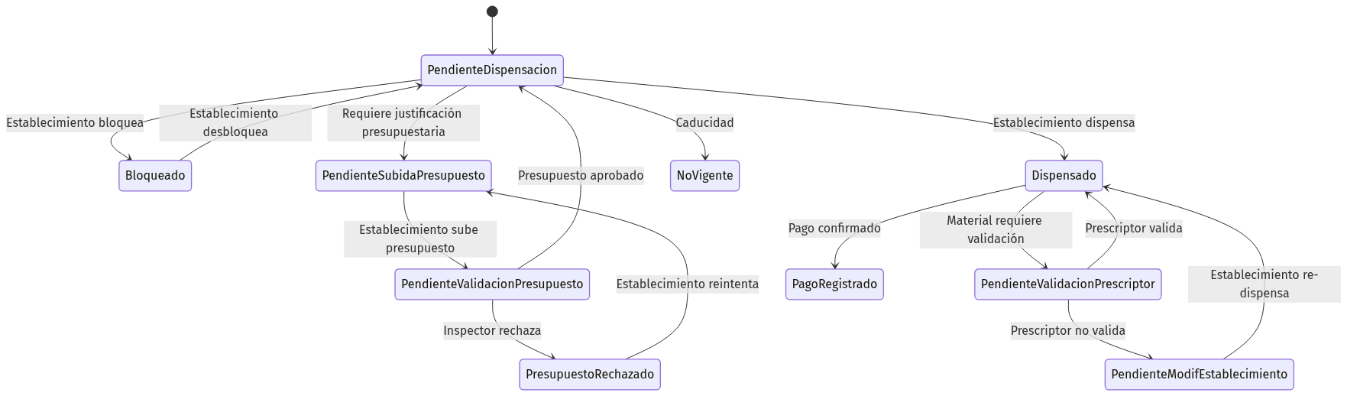 PendienteDispensacion
Establecimiento bloquea
Establecimiento
desbloquea
Requiere justificación
presupuestaria
Caducidad
Establecimiento dispensa
Bloqueado
PendienteSubidaPresupuesto
Presupuesto aprobado
NoVigente
Dispensado
Establecimiento sube
presupuesto
Pago confirmado
Material requiere
validación
Prescriptor valida
PendienteValidacionPresupuesto
Establecimiento reintenta
PagoRegistrado
PendienteValidacionPrescriptor
Establecimiento re-
dispensa
Inspector rechaza
Prescriptor no valida
PresupuestoRechazado
PendienteModifEstablecimiento